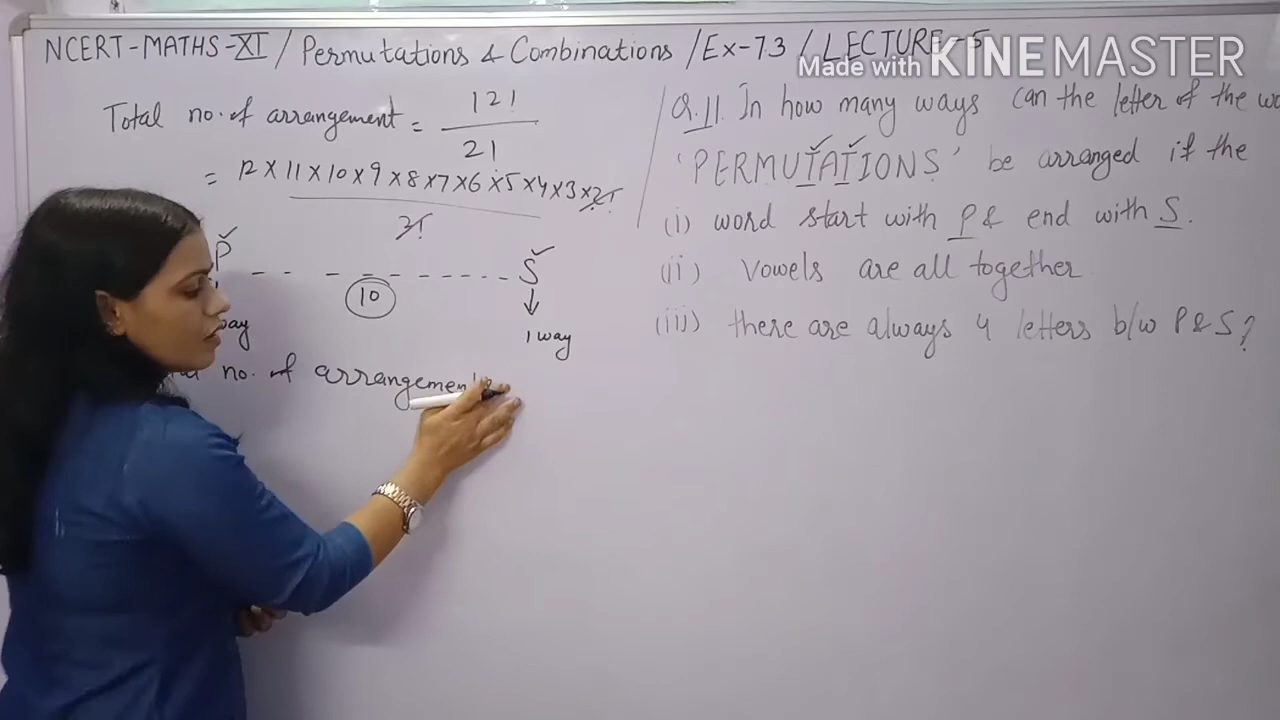 NCERT-MATHS-XI / Permutations & Combinations / Ex-7.3 / LECTURE-5
Made with KINEMASTER
Total no. of arrangement = 12! / 2!
= 12 × 11 × 10 × 9 × 8 × 7 × 6 × 5 × 4 × 3 × 2! / 2!
P - - - - - - - - - - S
10
way
1 way
no. of arrangements
Q.11. In how many ways can the letter of the
'PERMUTATIONS' be arranged if the
(i) word start with P & end with S.
(ii) Vowels are all together
(iii) there are always 4 letters b/w P & S?